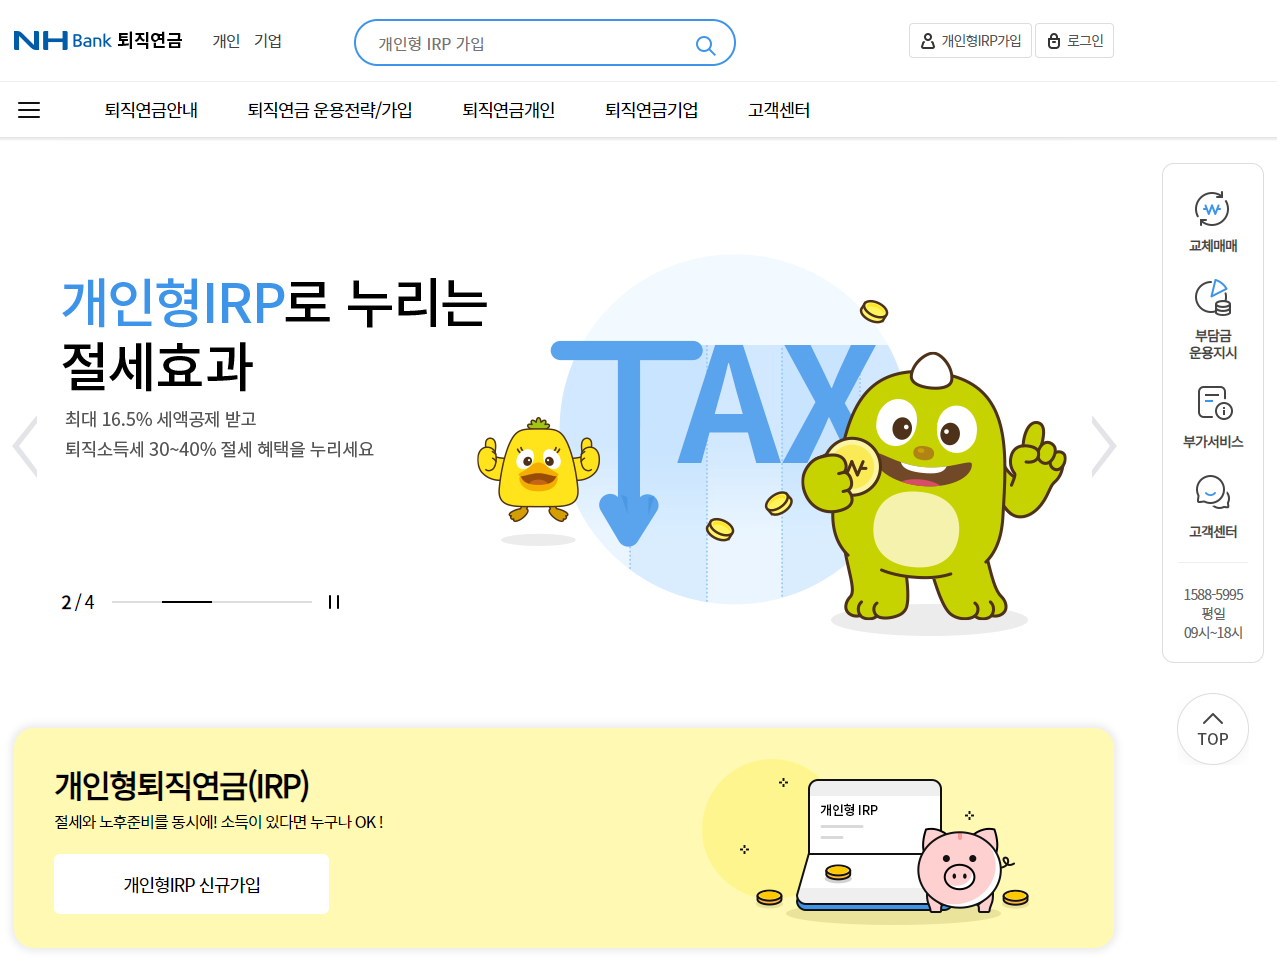 NH Bank 퇴직연금 개인 기업
개인형 IRP 가입
개인형IRP가입 로그인
퇴직연금안내 퇴직연금 운용전략/가입 퇴직연금개인 퇴직연금기업 고객센터
개인형IRP로 누리는
절세효과
최대 16.5% 세액공제 받고
퇴직소득세 30~40% 절세 혜택을 누리세요
TAX
2 / 4
교체매매
부담금
운용지시
부가서비스
고객센터
1588-5995
평일
09시~18시
TOP
개인형퇴직연금(IRP)
절세와 노후준비를 동시에! 소득이 있다면 누구나 OK !
개인형IRP 신규가입
개인형 IRP